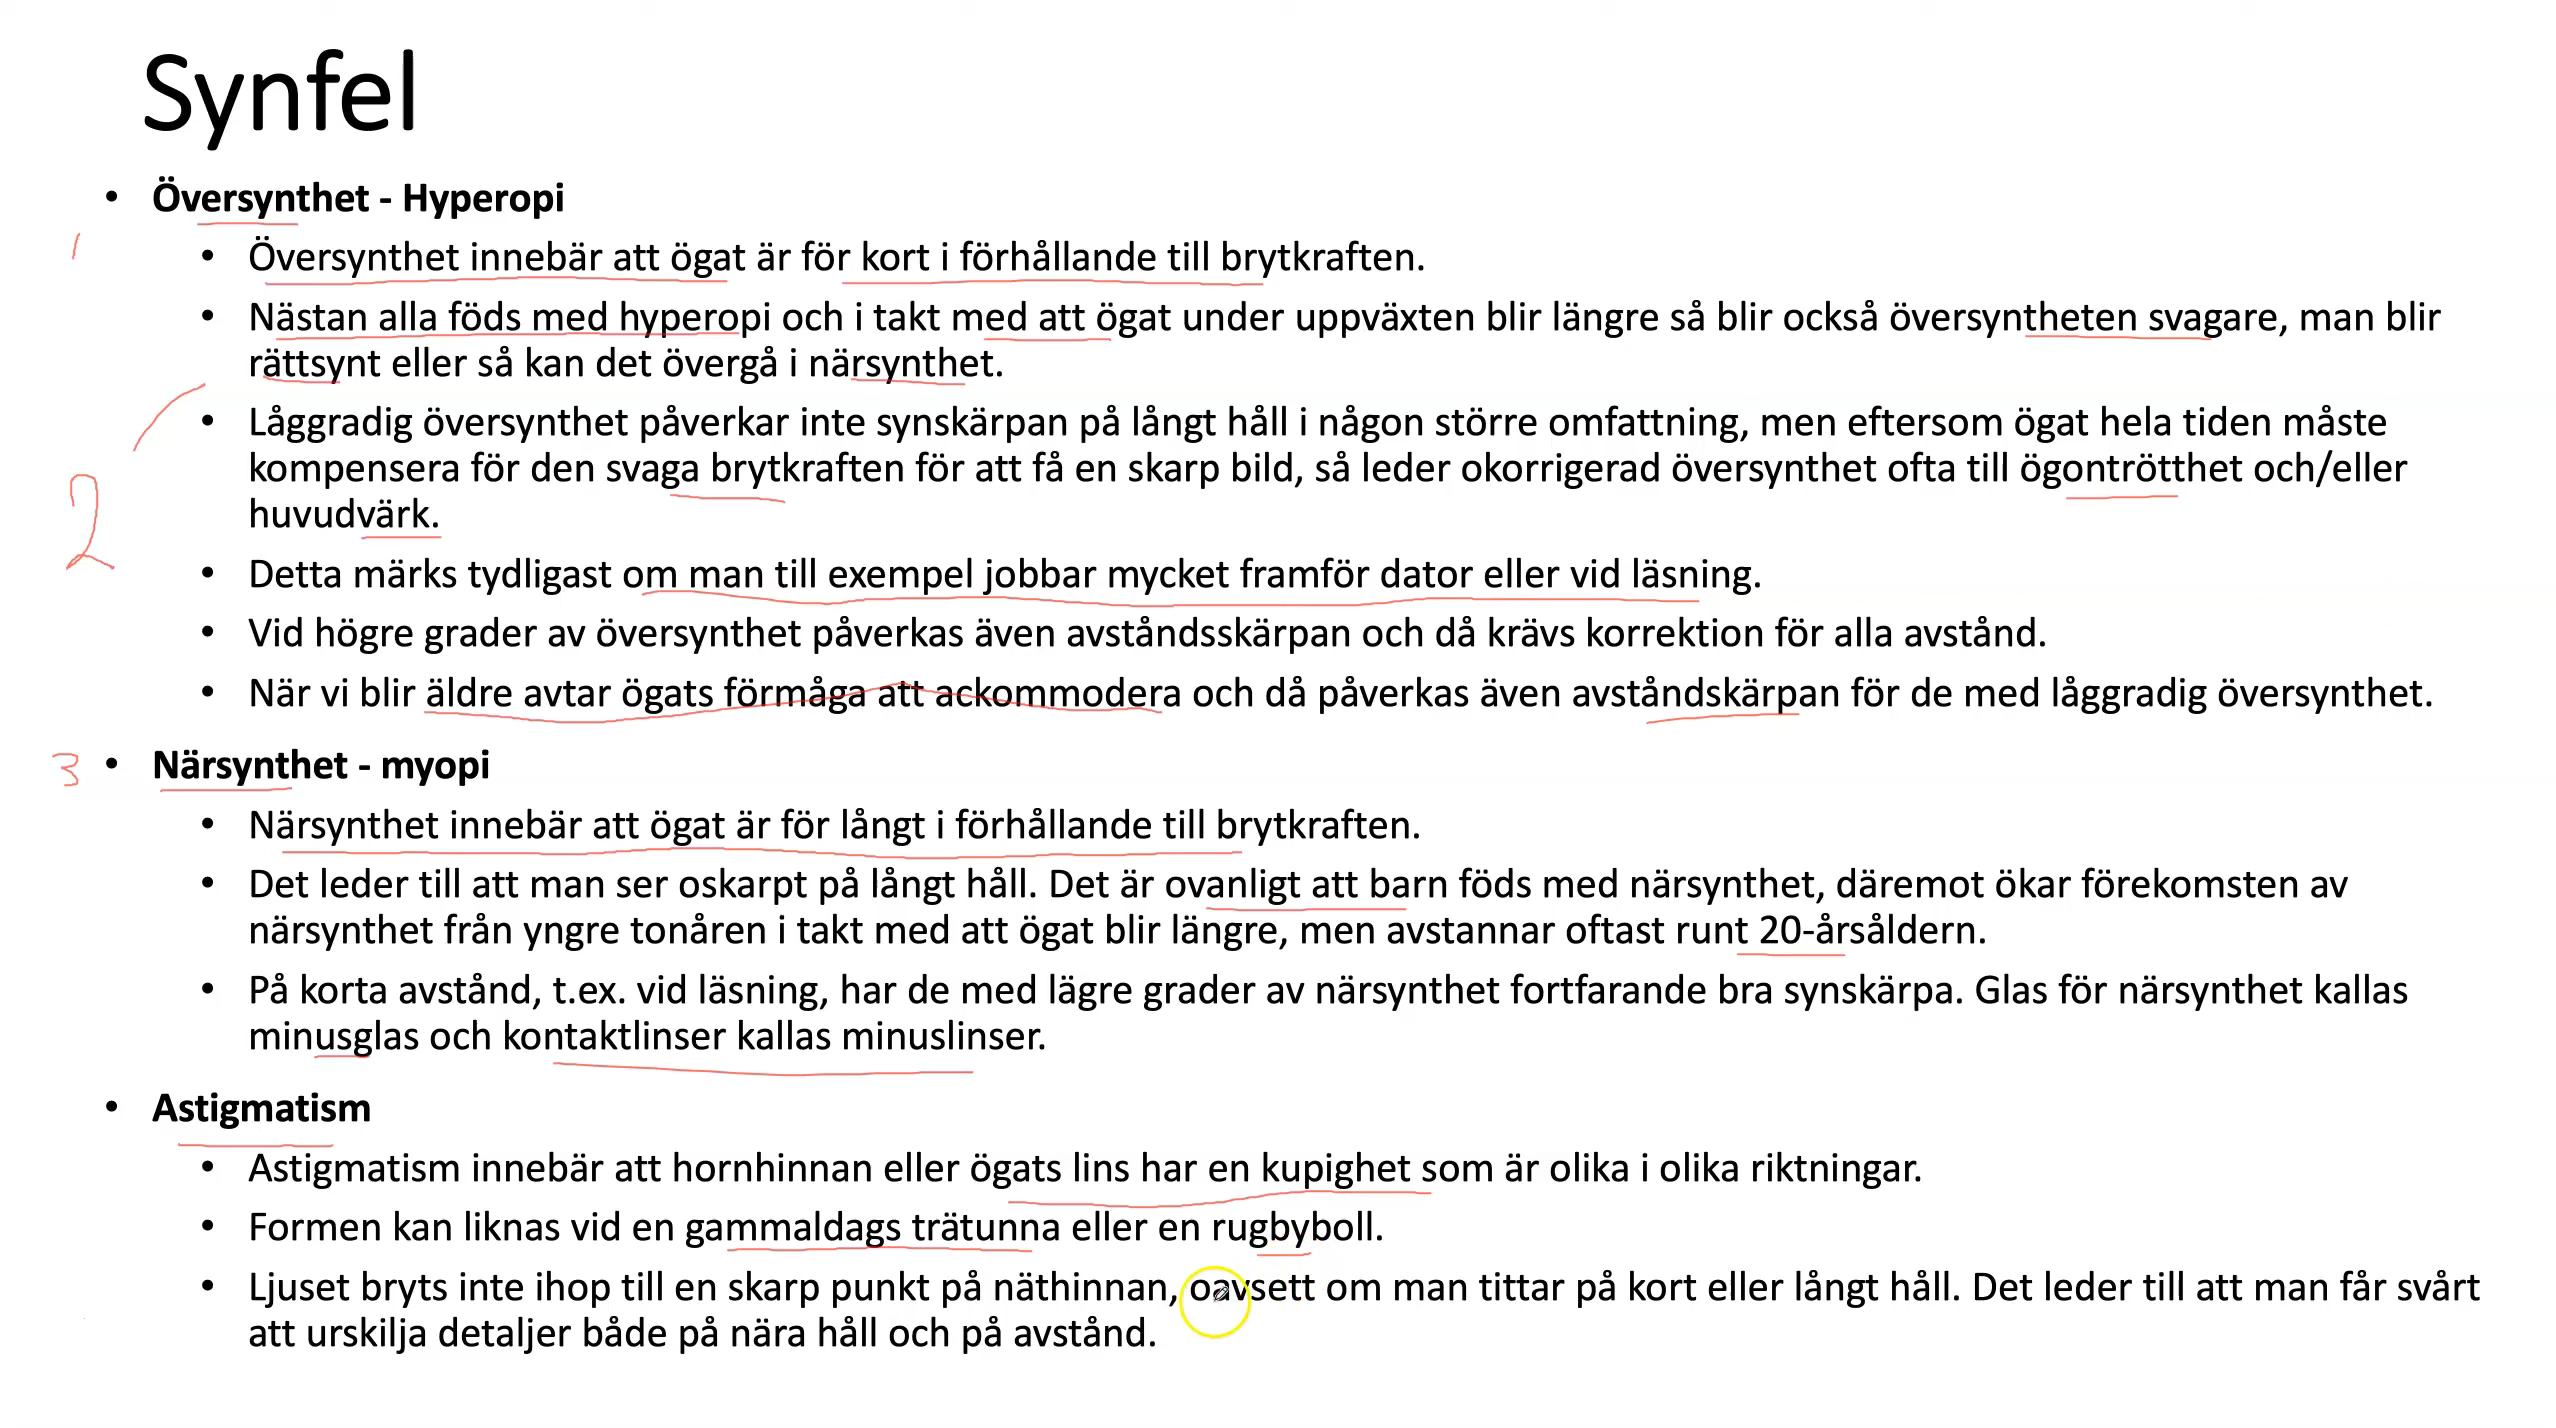 Synfel
• Översynthet - Hyperopi
1
• Översynthet innebär att ögat är för kort i förhållande till brytkraften.
• Nästan alla föds med hyperopi och i takt med att ögat under uppväxten blir längre så blir också översyntheten svagare, man blir
rättsynt eller så kan det övergå i närsynthet.
• Låggradig översynthet påverkar inte synskärpan på långt håll i någon större omfattning, men eftersom ögat hela tiden måste
kompensera för den svaga brytkraften för att få en skarp bild, så leder okorrigerad översynthet ofta till ögontrötthet och/eller
huvudvärk.
2
• Detta märks tydligast om man till exempel jobbar mycket framför dator eller vid läsning.
• Vid högre grader av översynthet påverkas även avståndsskärpan och då krävs korrektion för alla avstånd.
• När vi blir äldre avtar ögats förmåga att ackommodera och då påverkas även avståndskärpan för de med låggradig översynthet.
3 • Närsynthet - myopi
• Närsynthet innebär att ögat är för långt i förhållande till brytkraften.
• Det leder till att man ser oskarpt på långt håll. Det är ovanligt att barn föds med närsynthet, däremot ökar förekomsten av
närsynthet från yngre tonåren i takt med att ögat blir längre, men avstannar oftast runt 20-årsåldern.
• På korta avstånd, t.ex. vid läsning, har de med lägre grader av närsynthet fortfarande bra synskärpa. Glas för närsynthet kallas
minusglas och kontaktlinser kallas minuslinser.
• Astigmatism
• Astigmatism innebär att hornhinnan eller ögats lins har en kupighet som är olika i olika riktningar.
• Formen kan liknas vid en gammaldags trätunna eller en rugbyboll.
• Ljuset bryts inte ihop till en skarp punkt på näthinnan, oavsett om man tittar på kort eller långt håll. Det leder till att man får svårt
att urskilja detaljer både på nära håll och på avstånd.